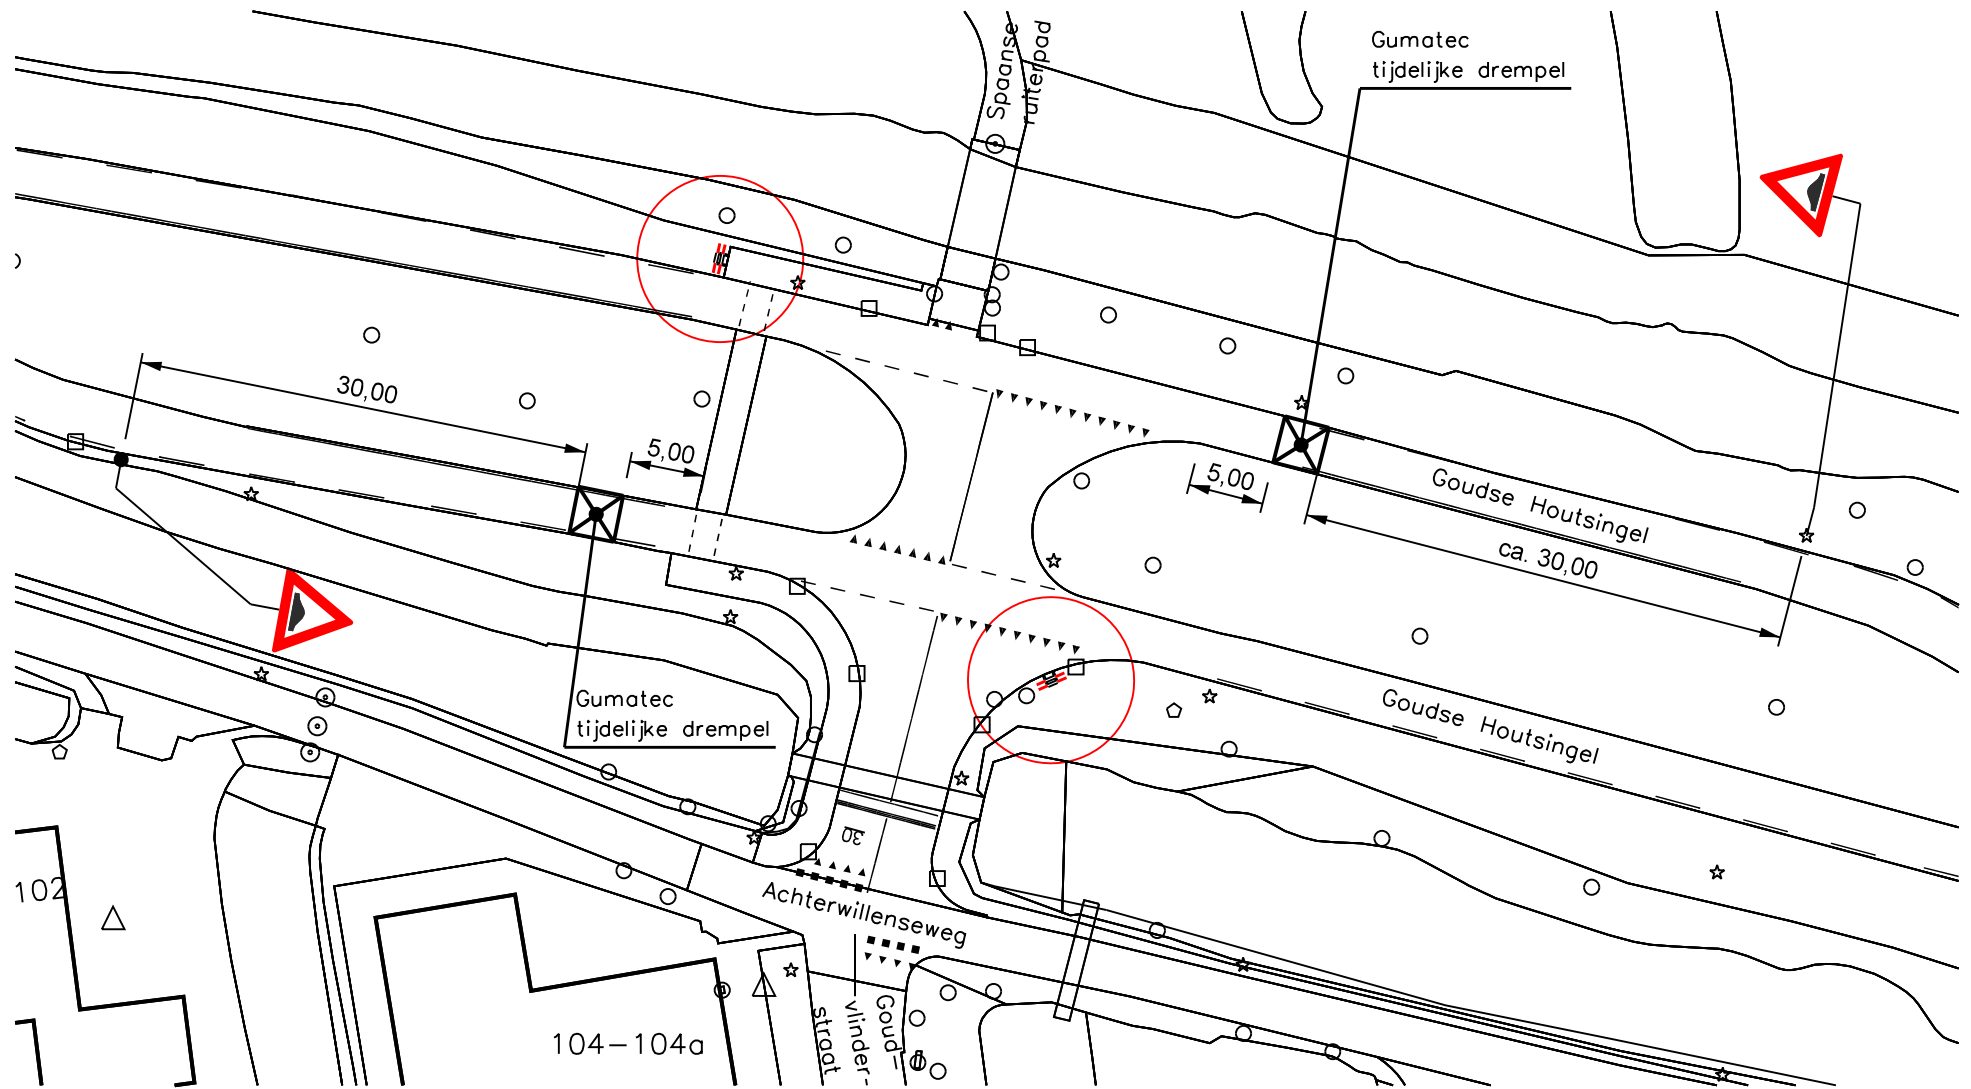 Spaanse
ruiterpad
Gumatec
tijdelijke drempel
30,00
5,00
5,00
Goudse Houtsingel
ca. 30,00
Goudse Houtsingel
Gumatec
tijdelijke drempel
30
Achterwillenseweg
102
104-104a
Goud-
vlinder-
straat